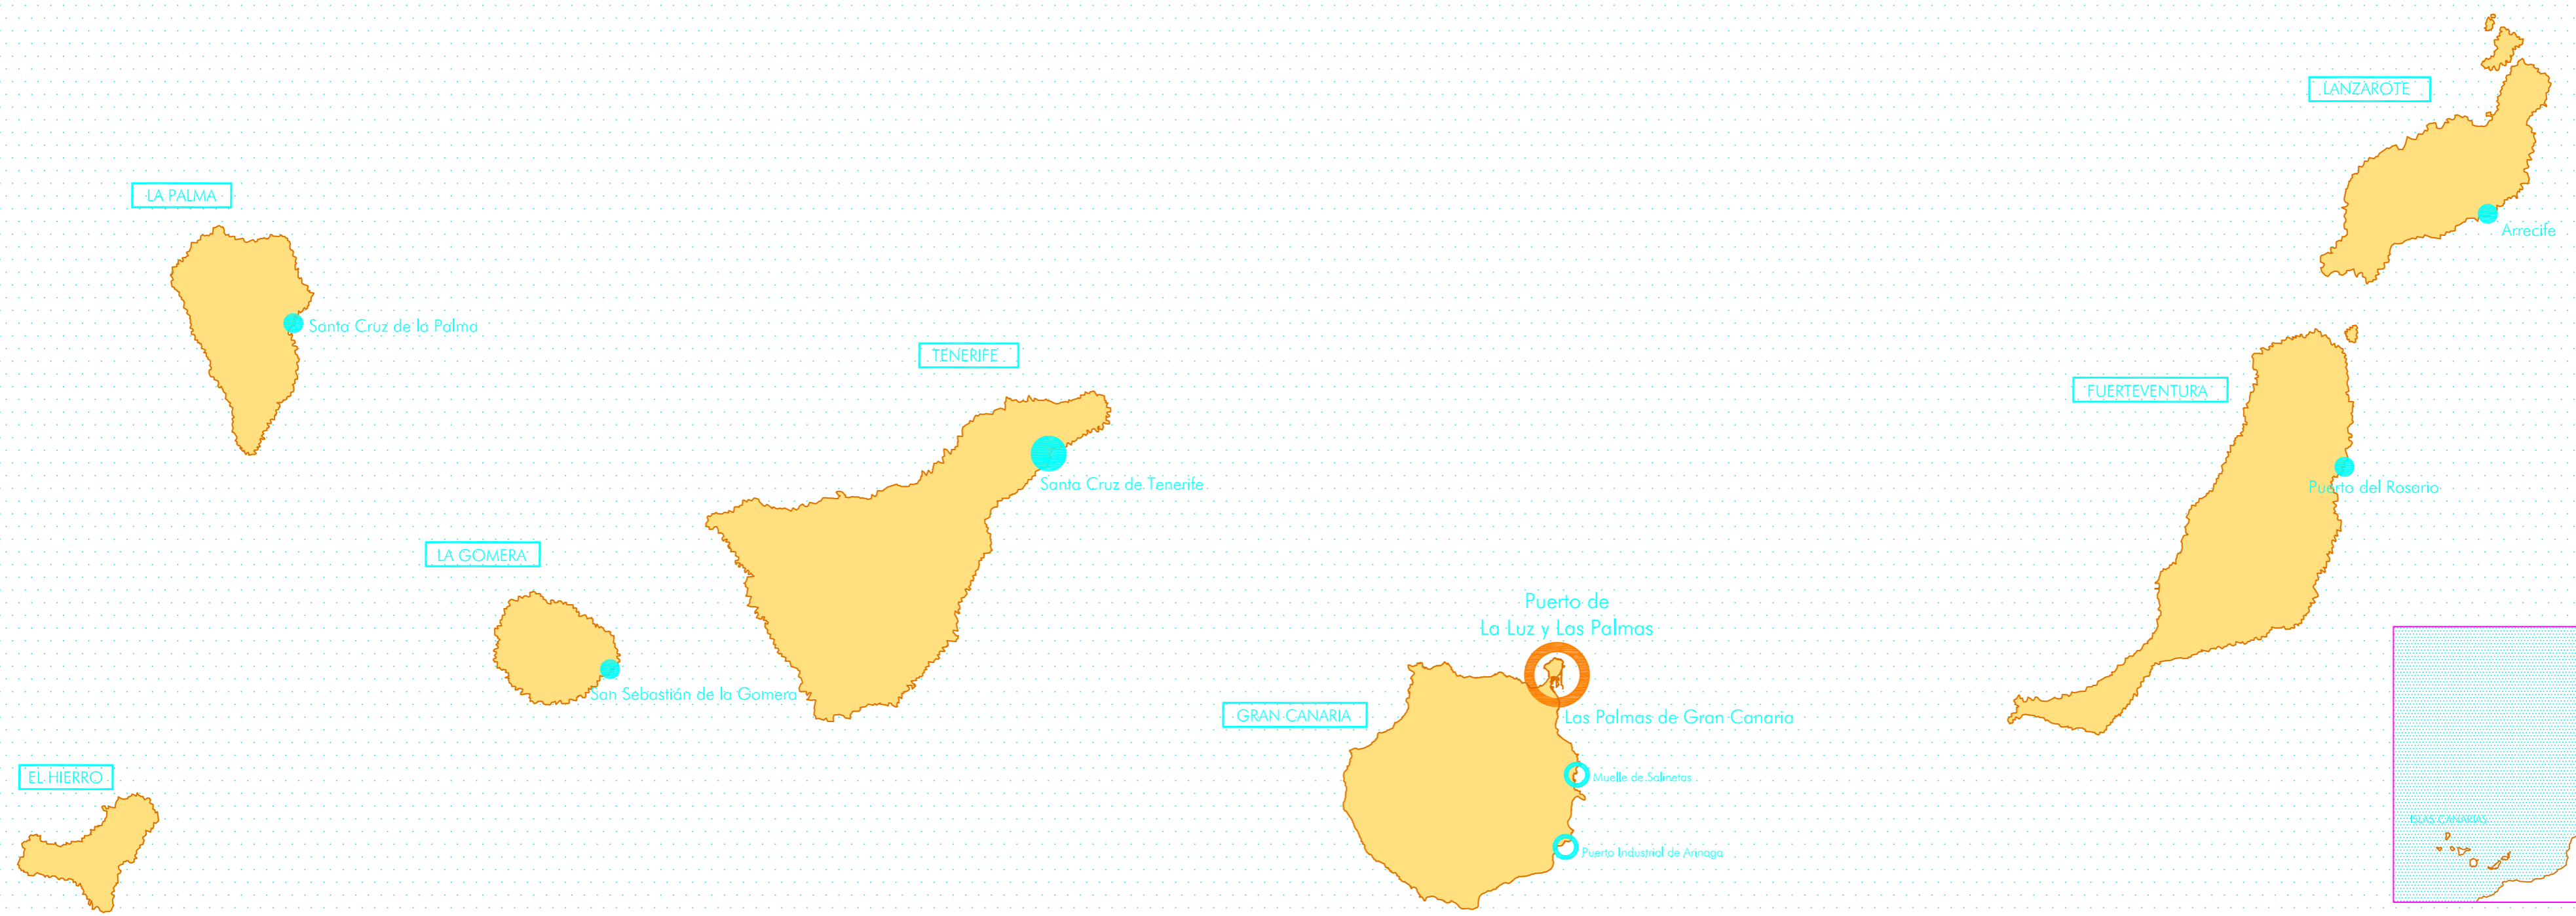 LANZAROTE
Arrecife
LA PALMA
Santa Cruz de la Palma
TENERIFE
Santa Cruz de Tenerife
FUERTEVENTURA
Puerto del Rosario
LA GOMERA
San Sebastián de la Gomera
Puerto de
La Luz y Las Palmas
GRAN CANARIA
Las Palmas de Gran Canaria
EL HIERRO
Muelle de Salinetas
Puerto Industrial de Arinaga
ISLAS CANARIAS